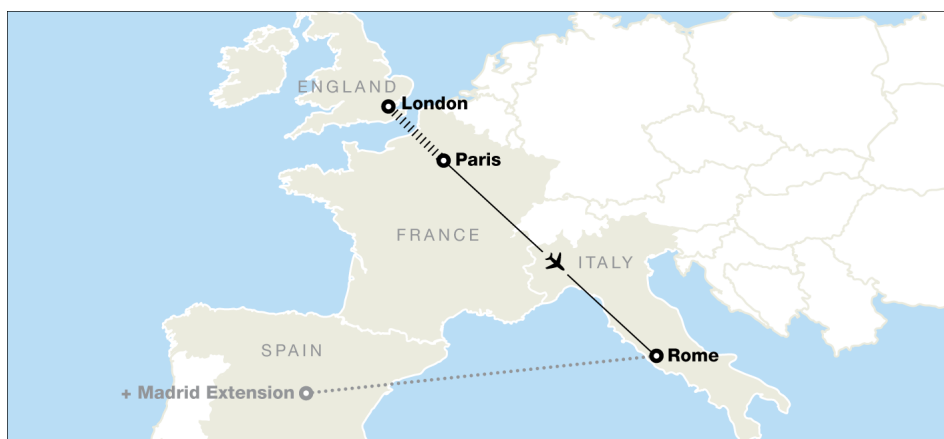 ENGLAND
London
Paris
FRANCE
ITALY
SPAIN
Rome
+ Madrid Extension